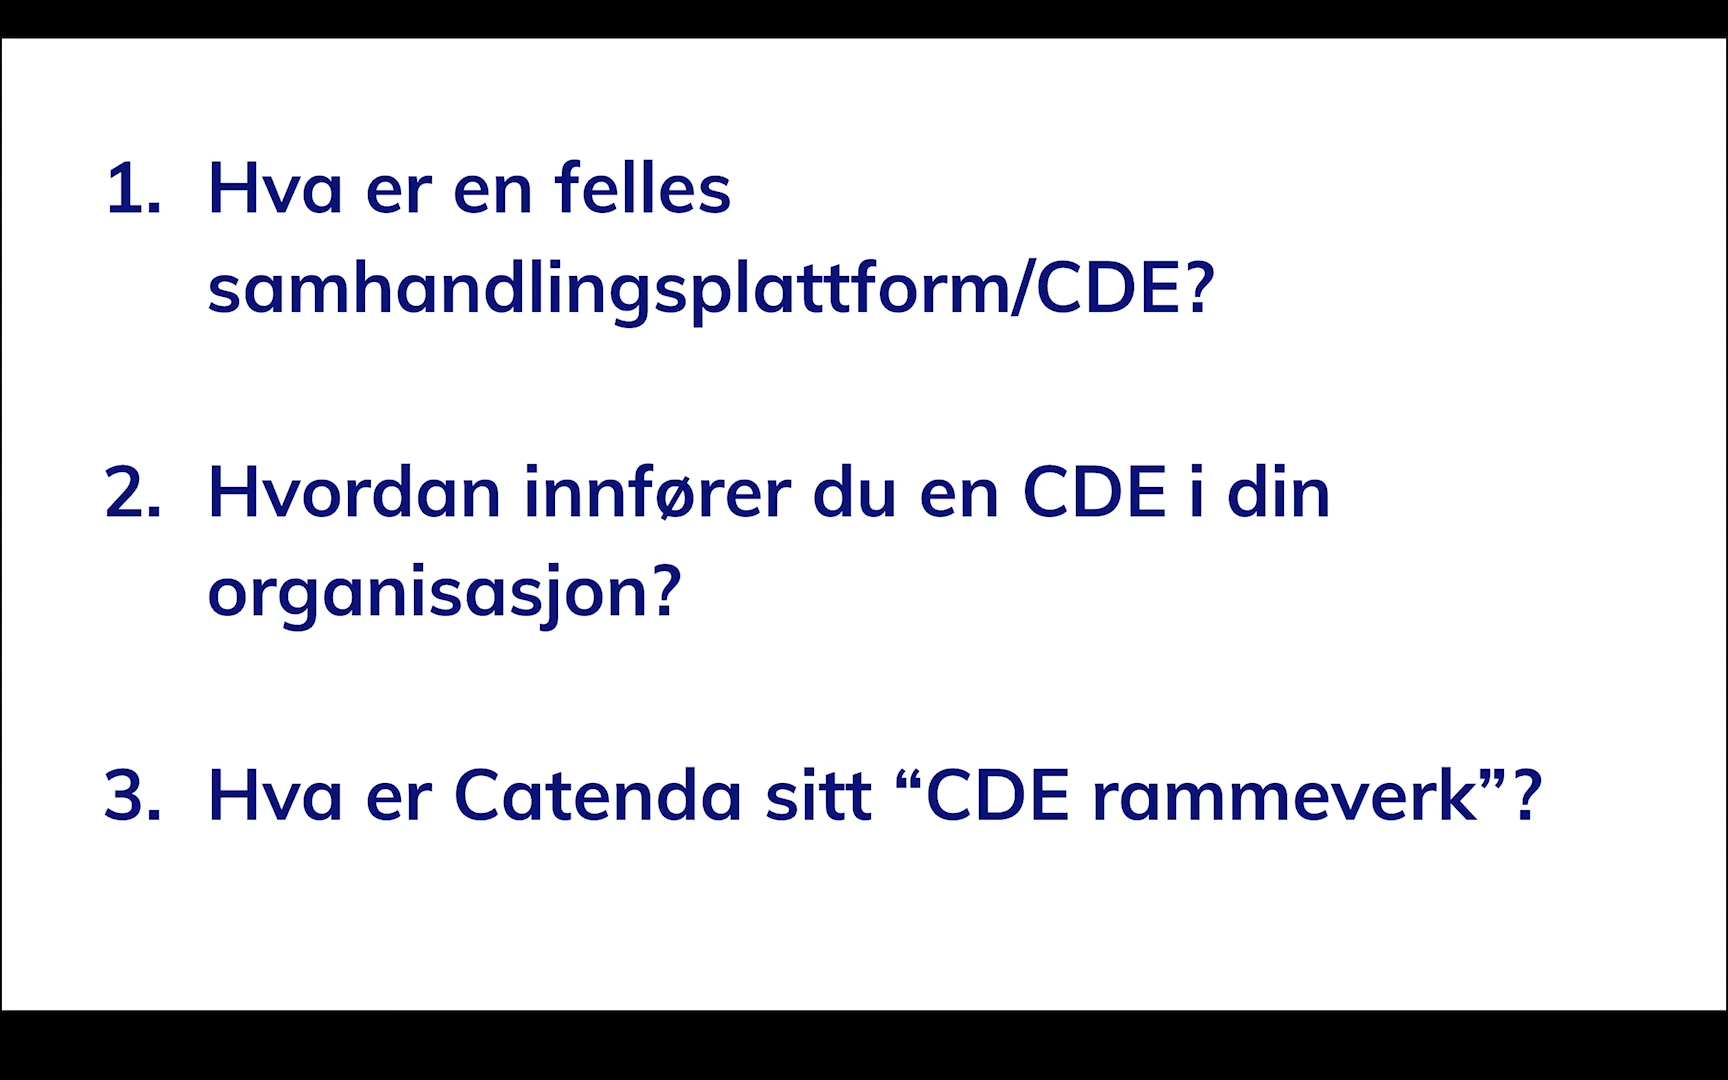 1. Hva er en felles
samhandlingsplattform/CDE?
2. Hvordan innfører du en CDE i din
organisasjon?
3. Hva er Catenda sitt “CDE rammeverk”?